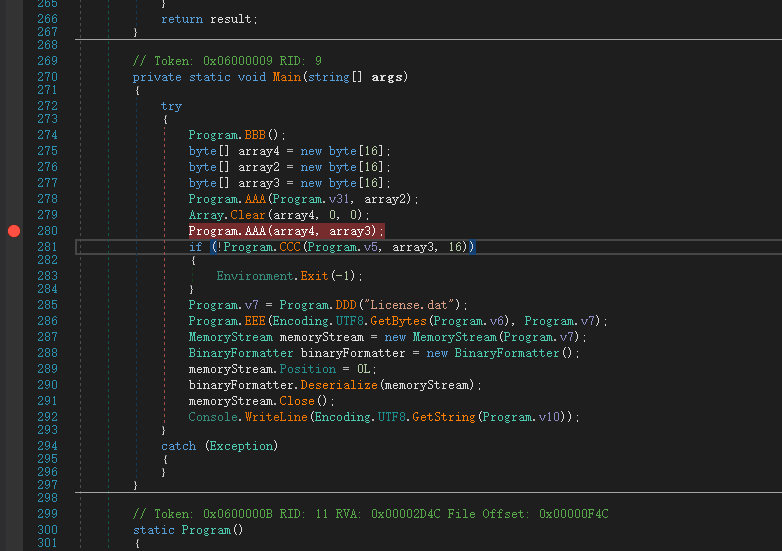 265 }
266 return result;
267 }
268
269 // Token: 0x06000009 RID: 9
270 private static void Main(string[] args)
271 {
272 try
273 {
274 Program.BBB();
275 byte[] array4 = new byte[16];
276 byte[] array2 = new byte[16];
277 byte[] array3 = new byte[16];
278 Program.AAA(Program.v31, array2);
279 Array.Clear(array4, 0, 0);
280 Program.AAA(array4, array3);
281 if (!Program.CCC(Program.v5, array3, 16))
282 {
283 Environment.Exit(-1);
284 }
285 Program.v7 = Program.DDD("License.dat");
286 Program.EEE(Encoding.UTF8.GetBytes(Program.v6), Program.v7);
287 MemoryStream memoryStream = new MemoryStream(Program.v7);
288 BinaryFormatter binaryFormatter = new BinaryFormatter();
289 memoryStream.Position = 0L;
290 binaryFormatter.Deserialize(memoryStream);
291 memoryStream.Close();
292 Console.WriteLine(Encoding.UTF8.GetString(Program.v10));
293 }
294 catch (Exception)
295 {
296 }
297 }
298
299 // Token: 0x0600000B RID: 11 RVA: 0x00002D4C File Offset: 0x00000F4C
300 static Program()
301 {